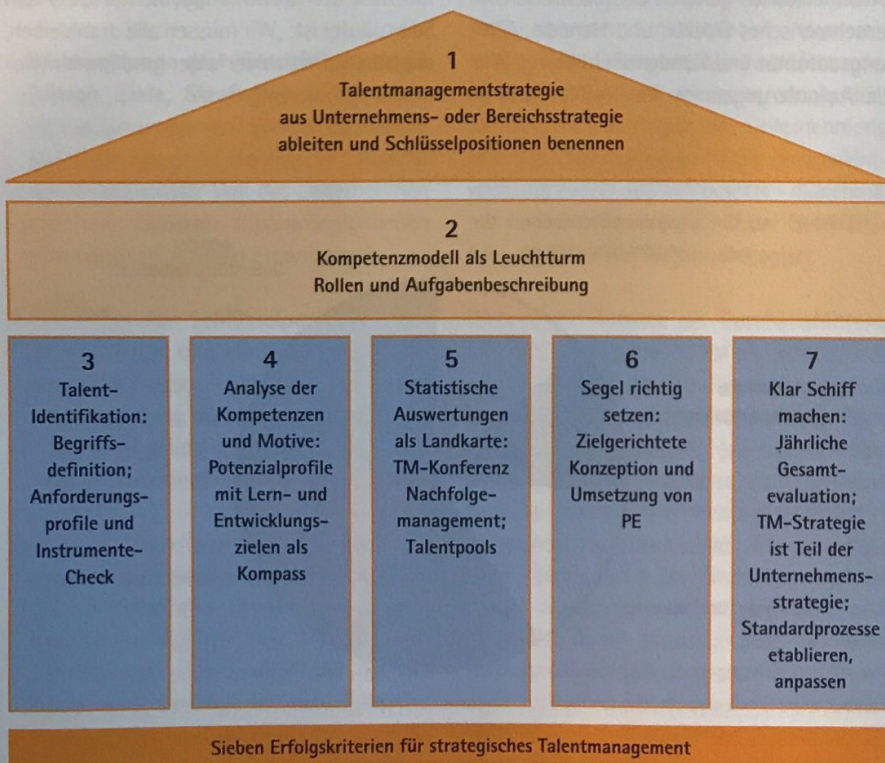 1
Talentmanagementstrategie
aus Unternehmens- oder Bereichsstrategie
ableiten und Schlüsselpositionen benennen
2
Kompetenzmodell als Leuchtturm
Rollen und Aufgabenbeschreibung
3
Talent-
Identifikation:
Begriffs-
definition;
Anforderungs-
profile und
Instrumente-
Check
4
Analyse der
Kompetenzen
und Motive:
Potenzialprofile
mit Lern- und
Entwicklungs-
zielen als
Kompass
5
Statistische
Auswertungen
als Landkarte:
TM-Konferenz
Nachfolge-
management;
Talentpools
6
Segel richtig
setzen:
Zielgerichtete
Konzeption und
Umsetzung von
PE
7
Klar Schiff
machen:
Jährliche
Gesamt-
evaluation;
TM-Strategie
ist Teil der
Unternehmens-
strategie;
Standardprozesse
etablieren,
anpassen
Sieben Erfolgskriterien für strategisches Talentmanagement